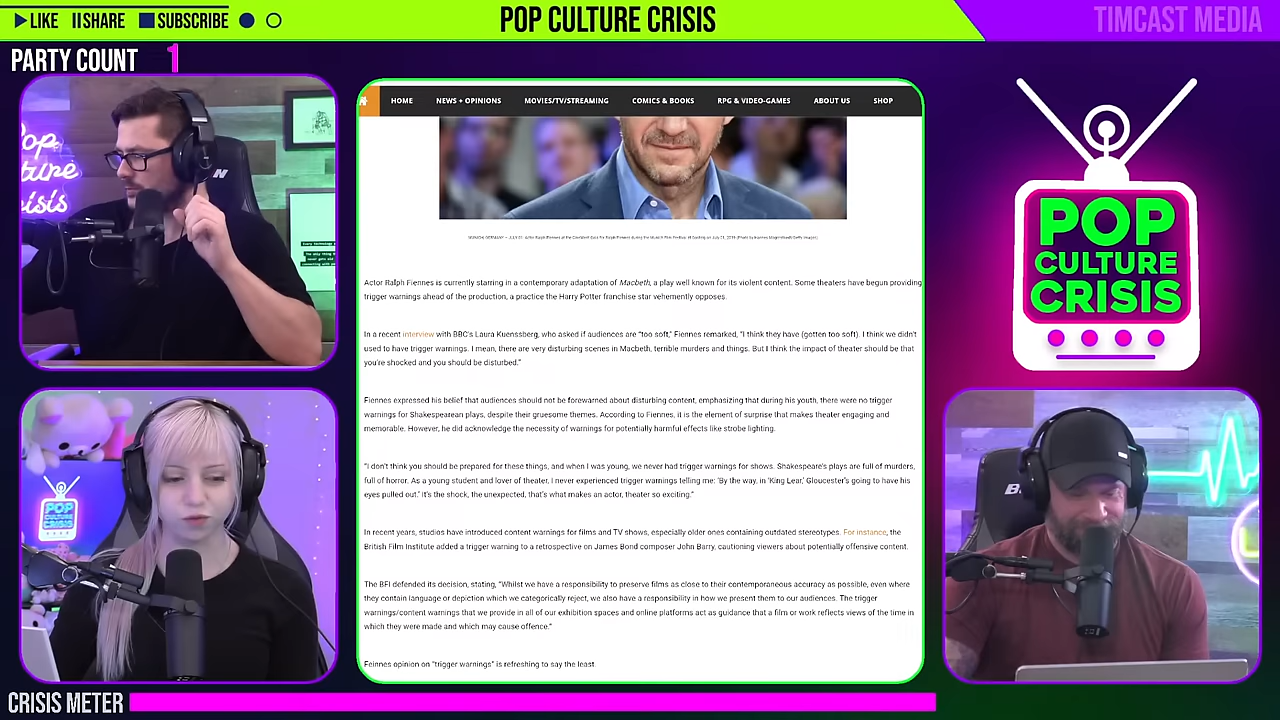 LIKE SHARE SUBSCRIBE
POP CULTURE CRISIS
TIMCAST MEDIA
PARTY COUNT 1
HOME NEWS + OPINIONS MOVIES/TV/STREAMING COMICS & BOOKS RPG & VIDEO-GAMES ABOUT US SHOP
Actor Ralph Fiennes is currently starring in a contemporary adaptation of Macbeth, a play well known for its violent content. Some theaters have begun providing
trigger warnings ahead of the production, a practice the Harry Potter franchise star vehemently opposes.
In a recent interview with BBC's Laura Kuenssberg, who asked if audiences are "too soft," Fiennes remarked, "I think they have (gotten too soft). I think we didn't
used to have trigger warnings. I mean, there are very disturbing scenes in Macbeth, terrible murders and things. But I think the impact of theater should be that
you're shocked and you should be disturbed."
Fiennes expressed his belief that audiences should not be forewarned about disturbing content, emphasizing that during his youth, there were no trigger
warnings for Shakespearean plays, despite their gruesome themes. According to Fiennes, it is the element of surprise that makes theater engaging and
memorable. However, he did acknowledge the necessity of warnings for potentially harmful effects like strobe lighting.
"I don't think you should be prepared for these things, and when I was young, we never had trigger warnings for shows. Shakespeare's plays are full of murders,
full of horror. As a young student and lover of theater, I never experienced trigger warnings telling me: 'By the way, in 'King Lear,' Gloucester's going to have his
eyes pulled out.' It's the shock, the unexpected, that's what makes an actor, theater so exciting."
In recent years, studios have introduced content warnings for films and TV shows, especially older ones containing outdated stereotypes. For instance, the
British Film Institute added a trigger warning to a retrospective on James Bond composer John Barry, cautioning viewers about potentially offensive content.
The BFI defended its decision, stating, "Whilst we have a responsibility to preserve films as close to their contemporaneous accuracy as possible, even where
they contain language or depiction which we categorically reject, we also have a responsibility in how we present them to our audiences. The trigger
warnings/content warnings that we provide in all of our exhibition spaces and online platforms act as guidance that a film or work reflects views of the time in
which they were made and which may cause offence."
Feinnes opinion on "trigger warnings" is refreshing to say the least.
POP
CULTURE
CRISIS
CRISIS METER